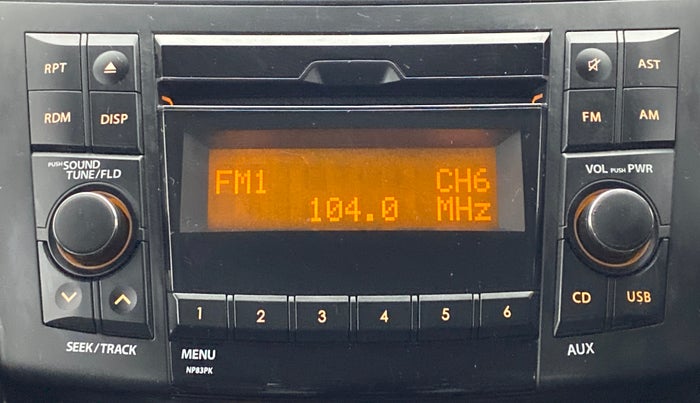 RPT
RDM DISP
PUSH SOUND
TUNE/FLD
SEEK/TRACK
FM1 CH6
104.0 MHz
1 2 3 4 5 6
MENU
NP83PK
AST
FM AM
VOL PUSH PWR
CD USB
AUX